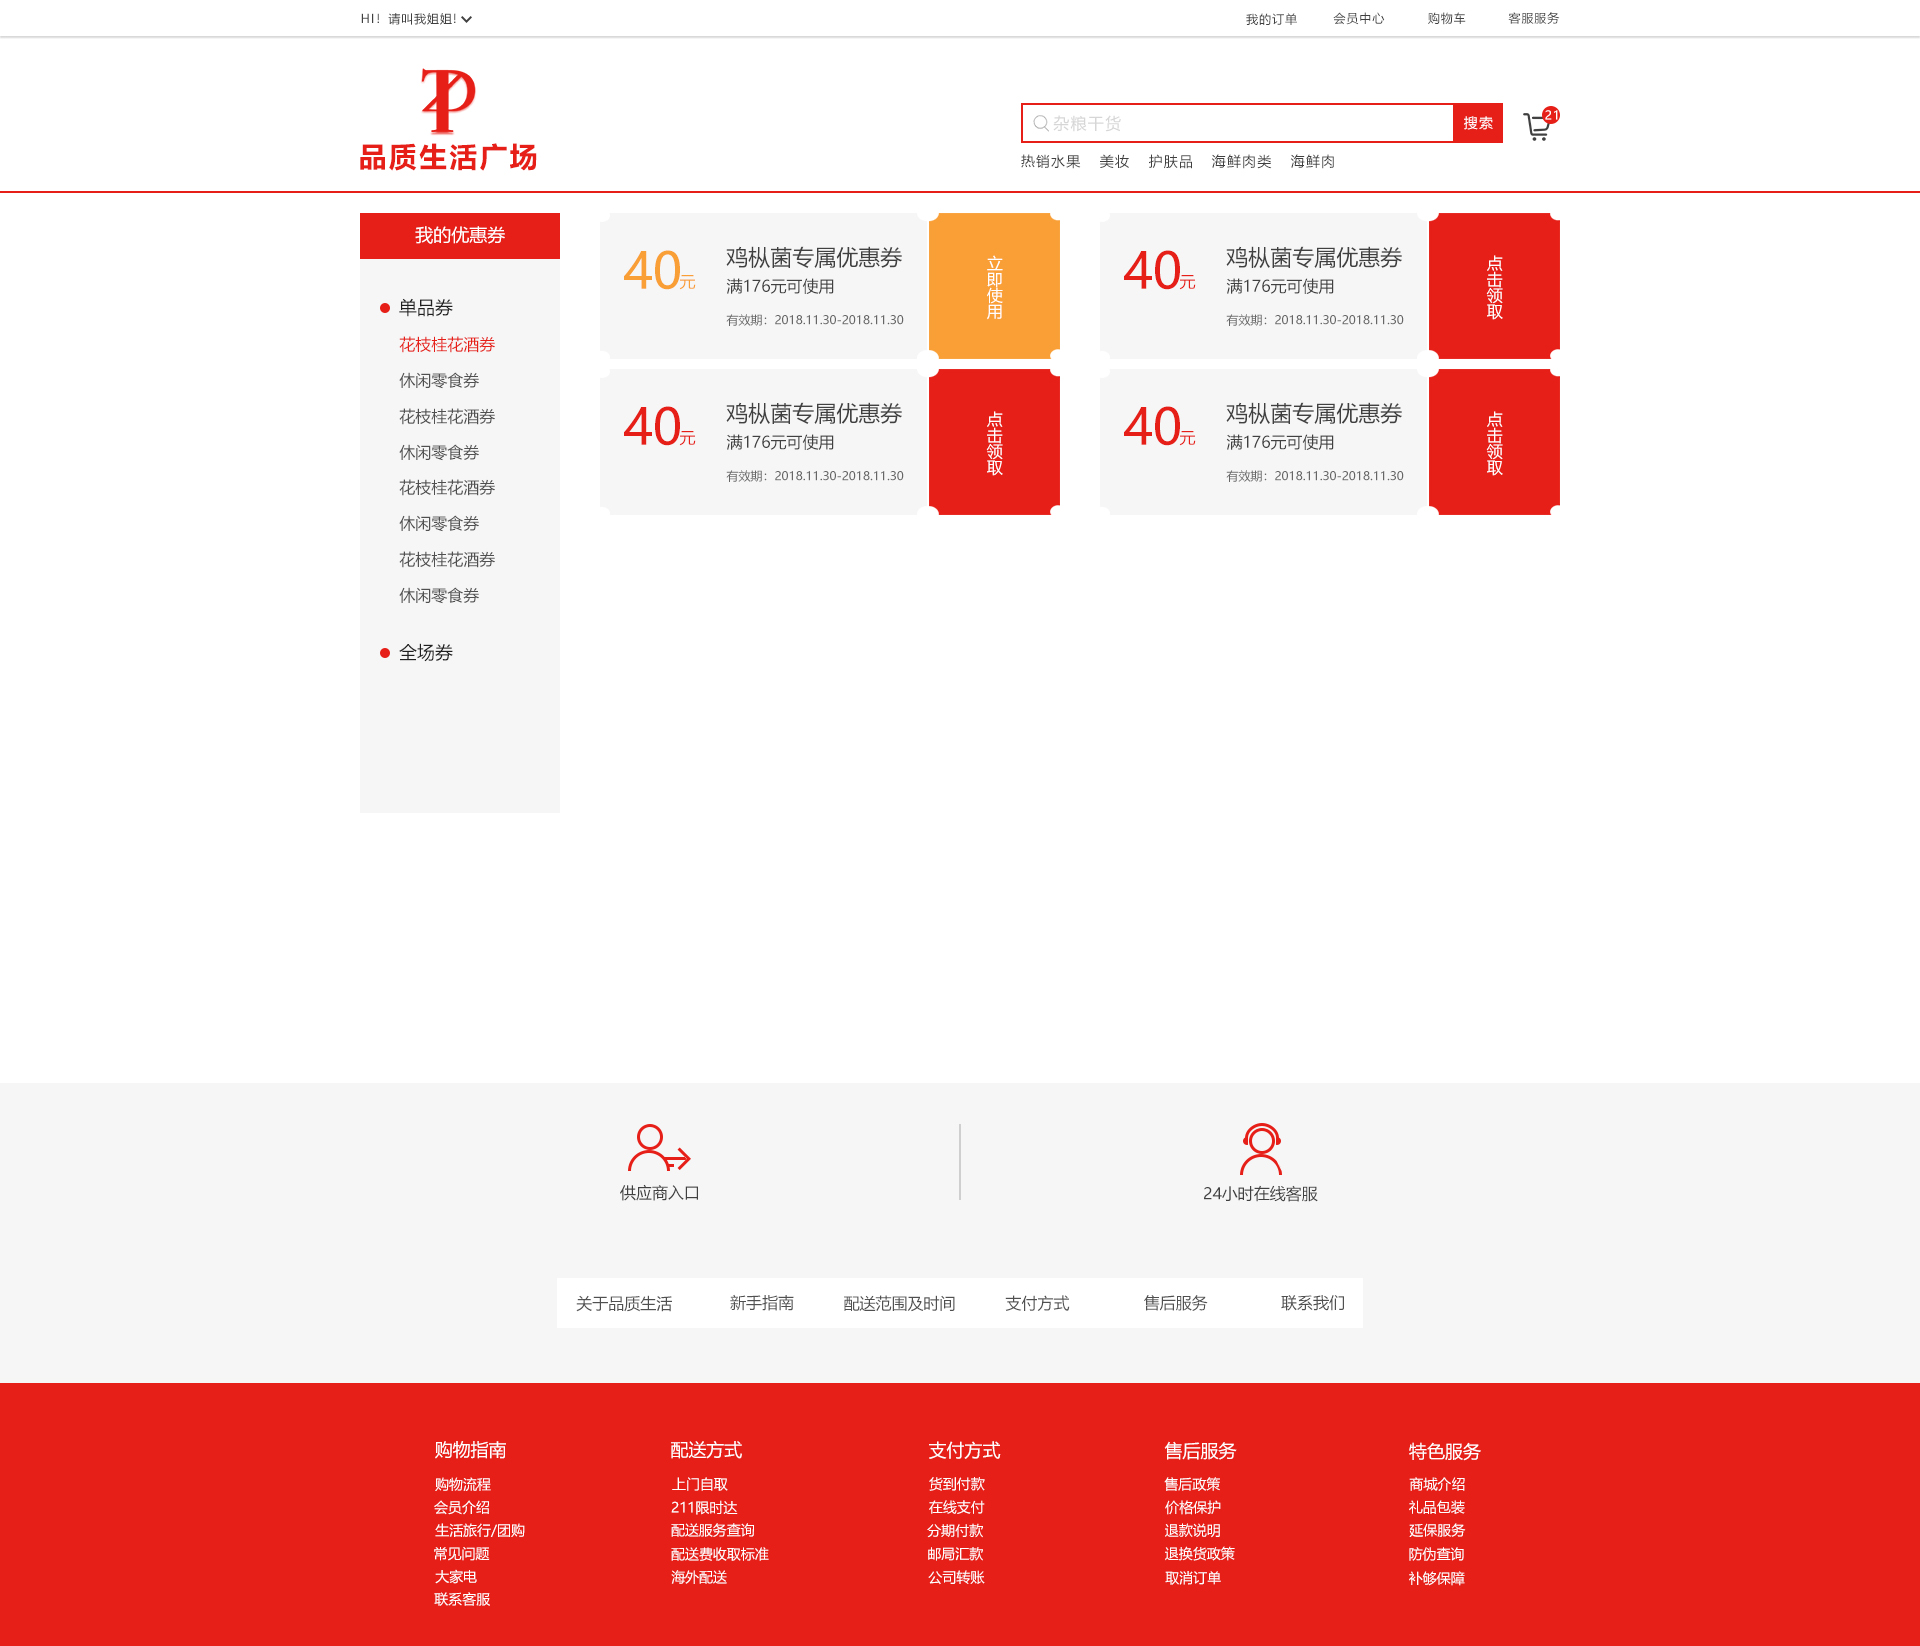 HI！请叫我姐姐!
我的订单 会员中心 购物车 客服服务
品质生活广场
杂粮干货 搜索 21
热销水果 美妆 护肤品 海鲜肉类 海鲜肉
我的优惠券
单品券
花枝桂花酒券
休闲零食券
花枝桂花酒券
休闲零食券
花枝桂花酒券
休闲零食券
花枝桂花酒券
休闲零食券
全场券
40元
鸡枞菌专属优惠券
满176元可使用
有效期：2018.11.30-2018.11.30
立即使用
40元
鸡枞菌专属优惠券
满176元可使用
有效期：2018.11.30-2018.11.30
点击领取
40元
鸡枞菌专属优惠券
满176元可使用
有效期：2018.11.30-2018.11.30
点击领取
40元
鸡枞菌专属优惠券
满176元可使用
有效期：2018.11.30-2018.11.30
点击领取
供应商入口
24小时在线客服
关于品质生活 新手指南 配送范围及时间 支付方式 售后服务 联系我们
购物指南
购物流程
会员介绍
生活旅行/团购
常见问题
大家电
联系客服
配送方式
上门自取
211限时达
配送服务查询
配送费收取标准
海外配送
支付方式
货到付款
在线支付
分期付款
邮局汇款
公司转账
售后服务
售后政策
价格保护
退款说明
退换货政策
取消订单
特色服务
商城介绍
礼品包装
延保服务
防伪查询
补够保障